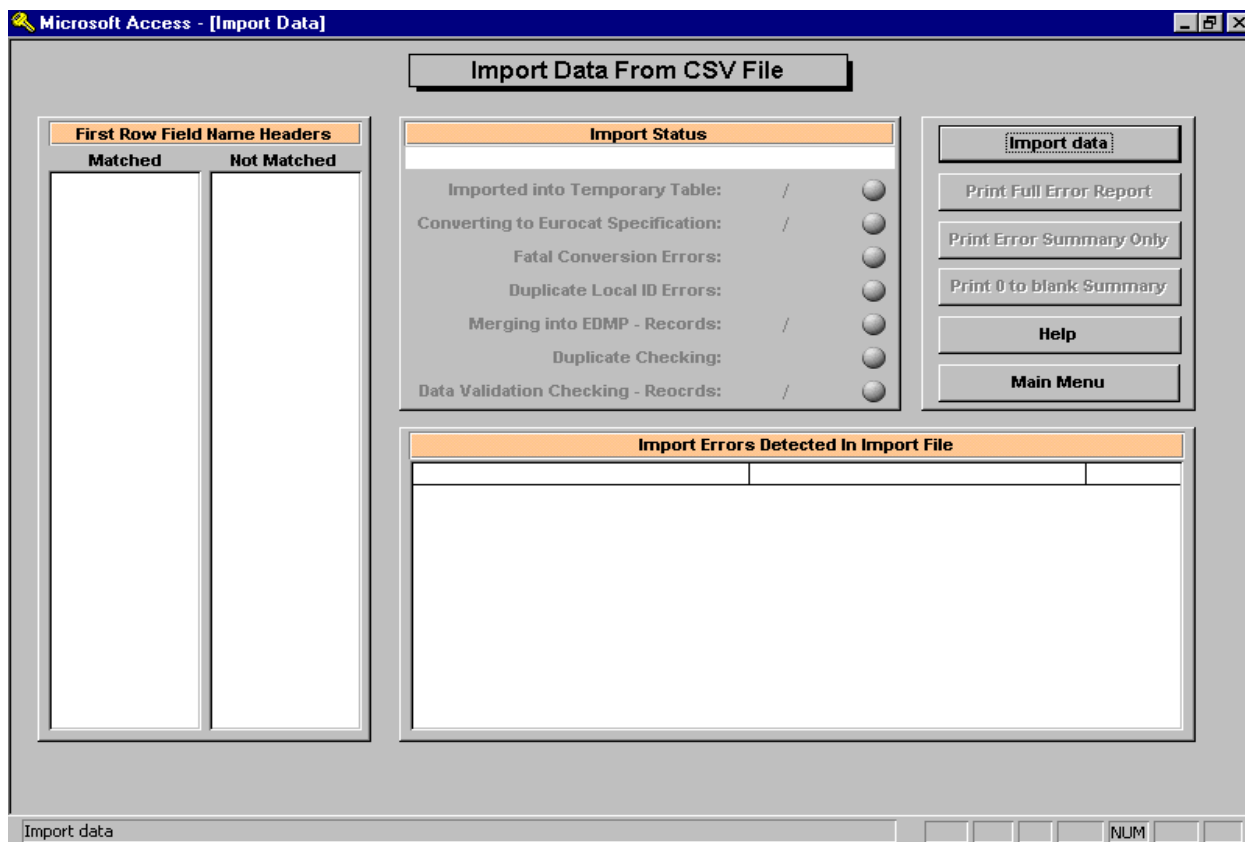 Microsoft Access - [Import Data]
Import Data From CSV File
First Row Field Name Headers
Matched Not Matched
Import Status
Imported into Temporary Table: /
Converting to Eurocat Specification: /
Fatal Conversion Errors:
Duplicate Local ID Errors:
Merging into EDMP - Records: /
Duplicate Checking:
Data Validation Checking - Reocrds: /
Import data
Print Full Error Report
Print Error Summary Only
Print 0 to blank Summary
Help
Main Menu
Import Errors Detected In Import File
Import data
NUM